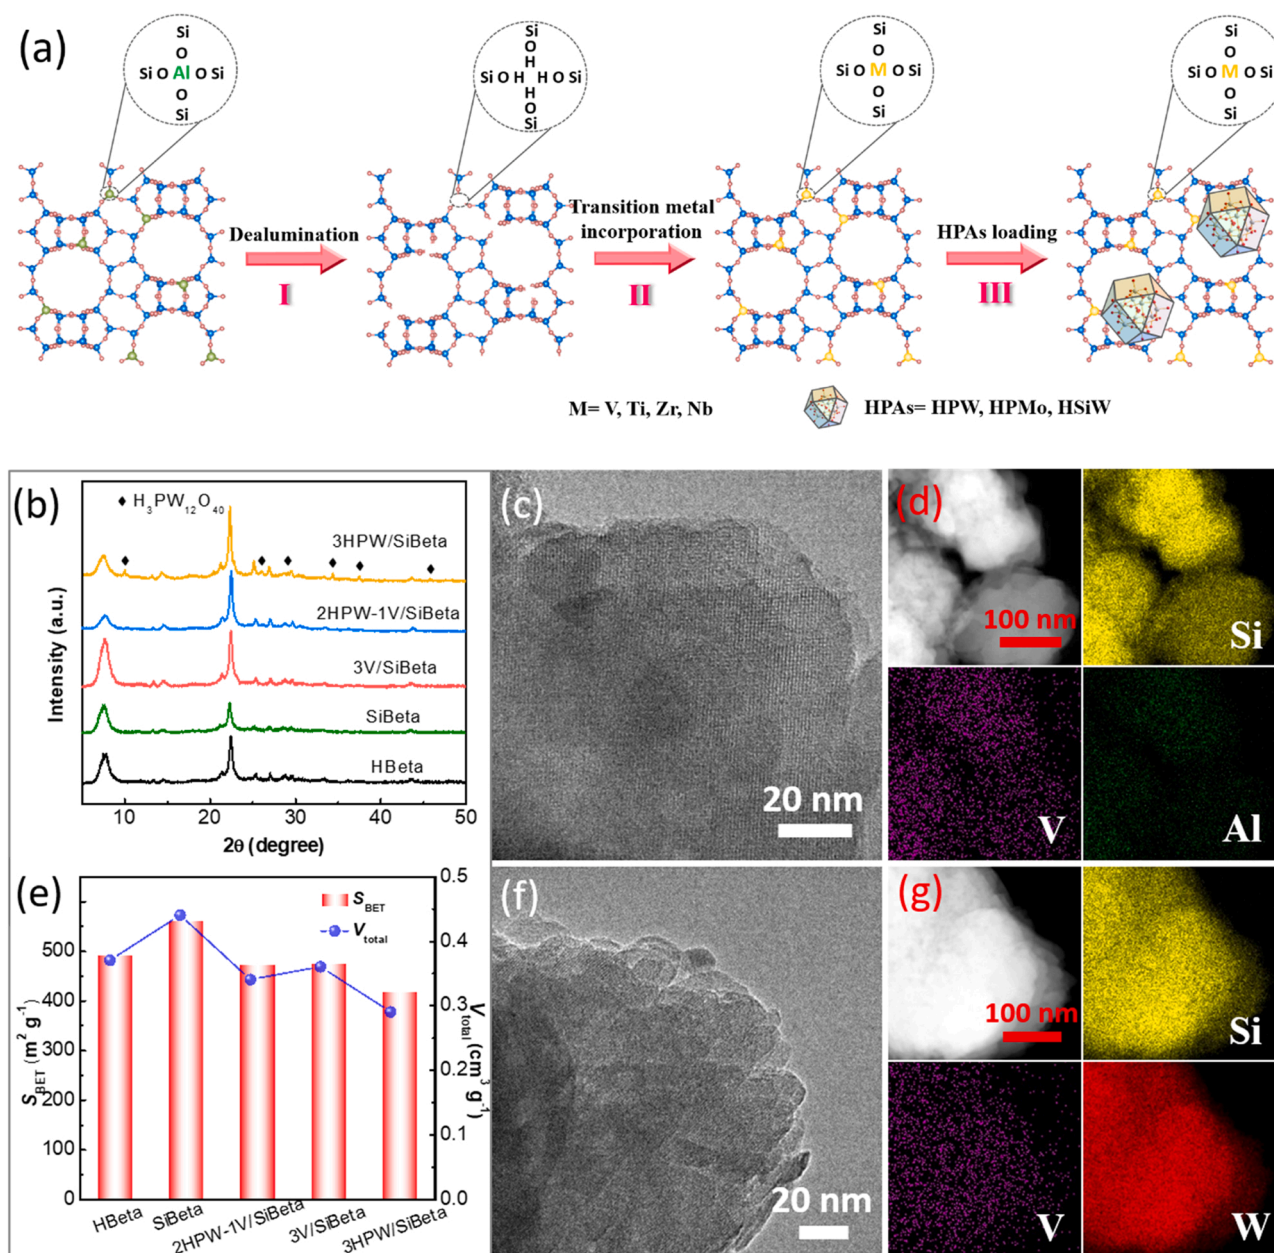 (a)
Si
O
Si O Al O Si
O
Si
Si
O
H
Si O H H O Si
H
O
Si
Si
O
Si O M O Si
O
Si
Si
O
Si O M O Si
O
Si
Dealumination
I
Transition metal
incorporation
II
HPAs loading
III
M= V, Ti, Zr, Nb
HPAs= HPW, HPMo, HSiW
(b)
♦ H₃PW₁₂O₄₀
3HPW/SiBeta
2HPW-1V/SiBeta
3V/SiBeta
SiBeta
HBeta
Intensity (a.u.)
10 20 30 40 50
2θ (degree)
(c)
20 nm
(d)
100 nm
Si
V
Al
(e)
S_BET
V_total
500
400
300
200
100
0
S_BET (m² g⁻¹)
0.5
0.4
0.3
0.2
0.1
0.0
V_total (cm³ g⁻¹)
HBeta
SiBeta
2HPW-1V/SiBeta
3V/SiBeta
3HPW/SiBeta
(f)
20 nm
(g)
100 nm
Si
V
W